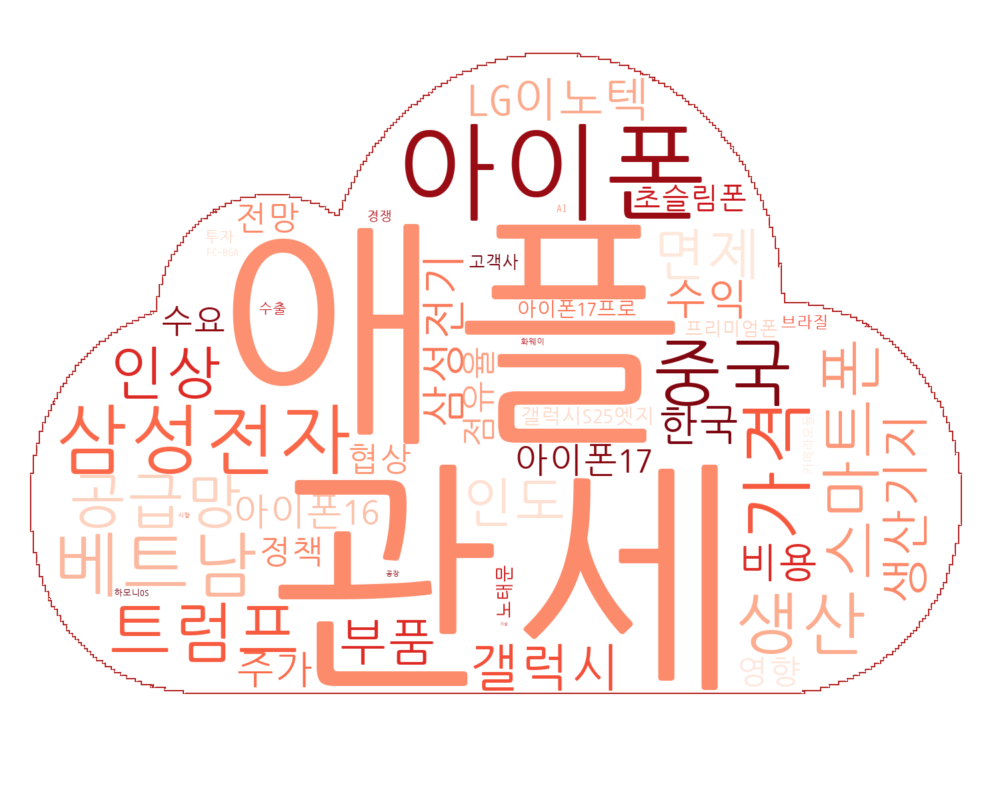 LG이노텍
아이폰
초슬림폰
AI
전망
경쟁
투자
FC-BGA
애플
고객사
면제
삼성전기
수출
수익
아이폰17프로
수요
프리미엄폰
브라질
화웨이
중국
인상
점유율
스마트폰
삼성전자
갤럭시S25엣지
한국
가격
생산기지
협상
아이폰17
공급망
인도
아이폰16
관세
베트남
정책
비용
공장
노태문
하모니OS
트럼프
생산
부품
갤럭시
주가
영향